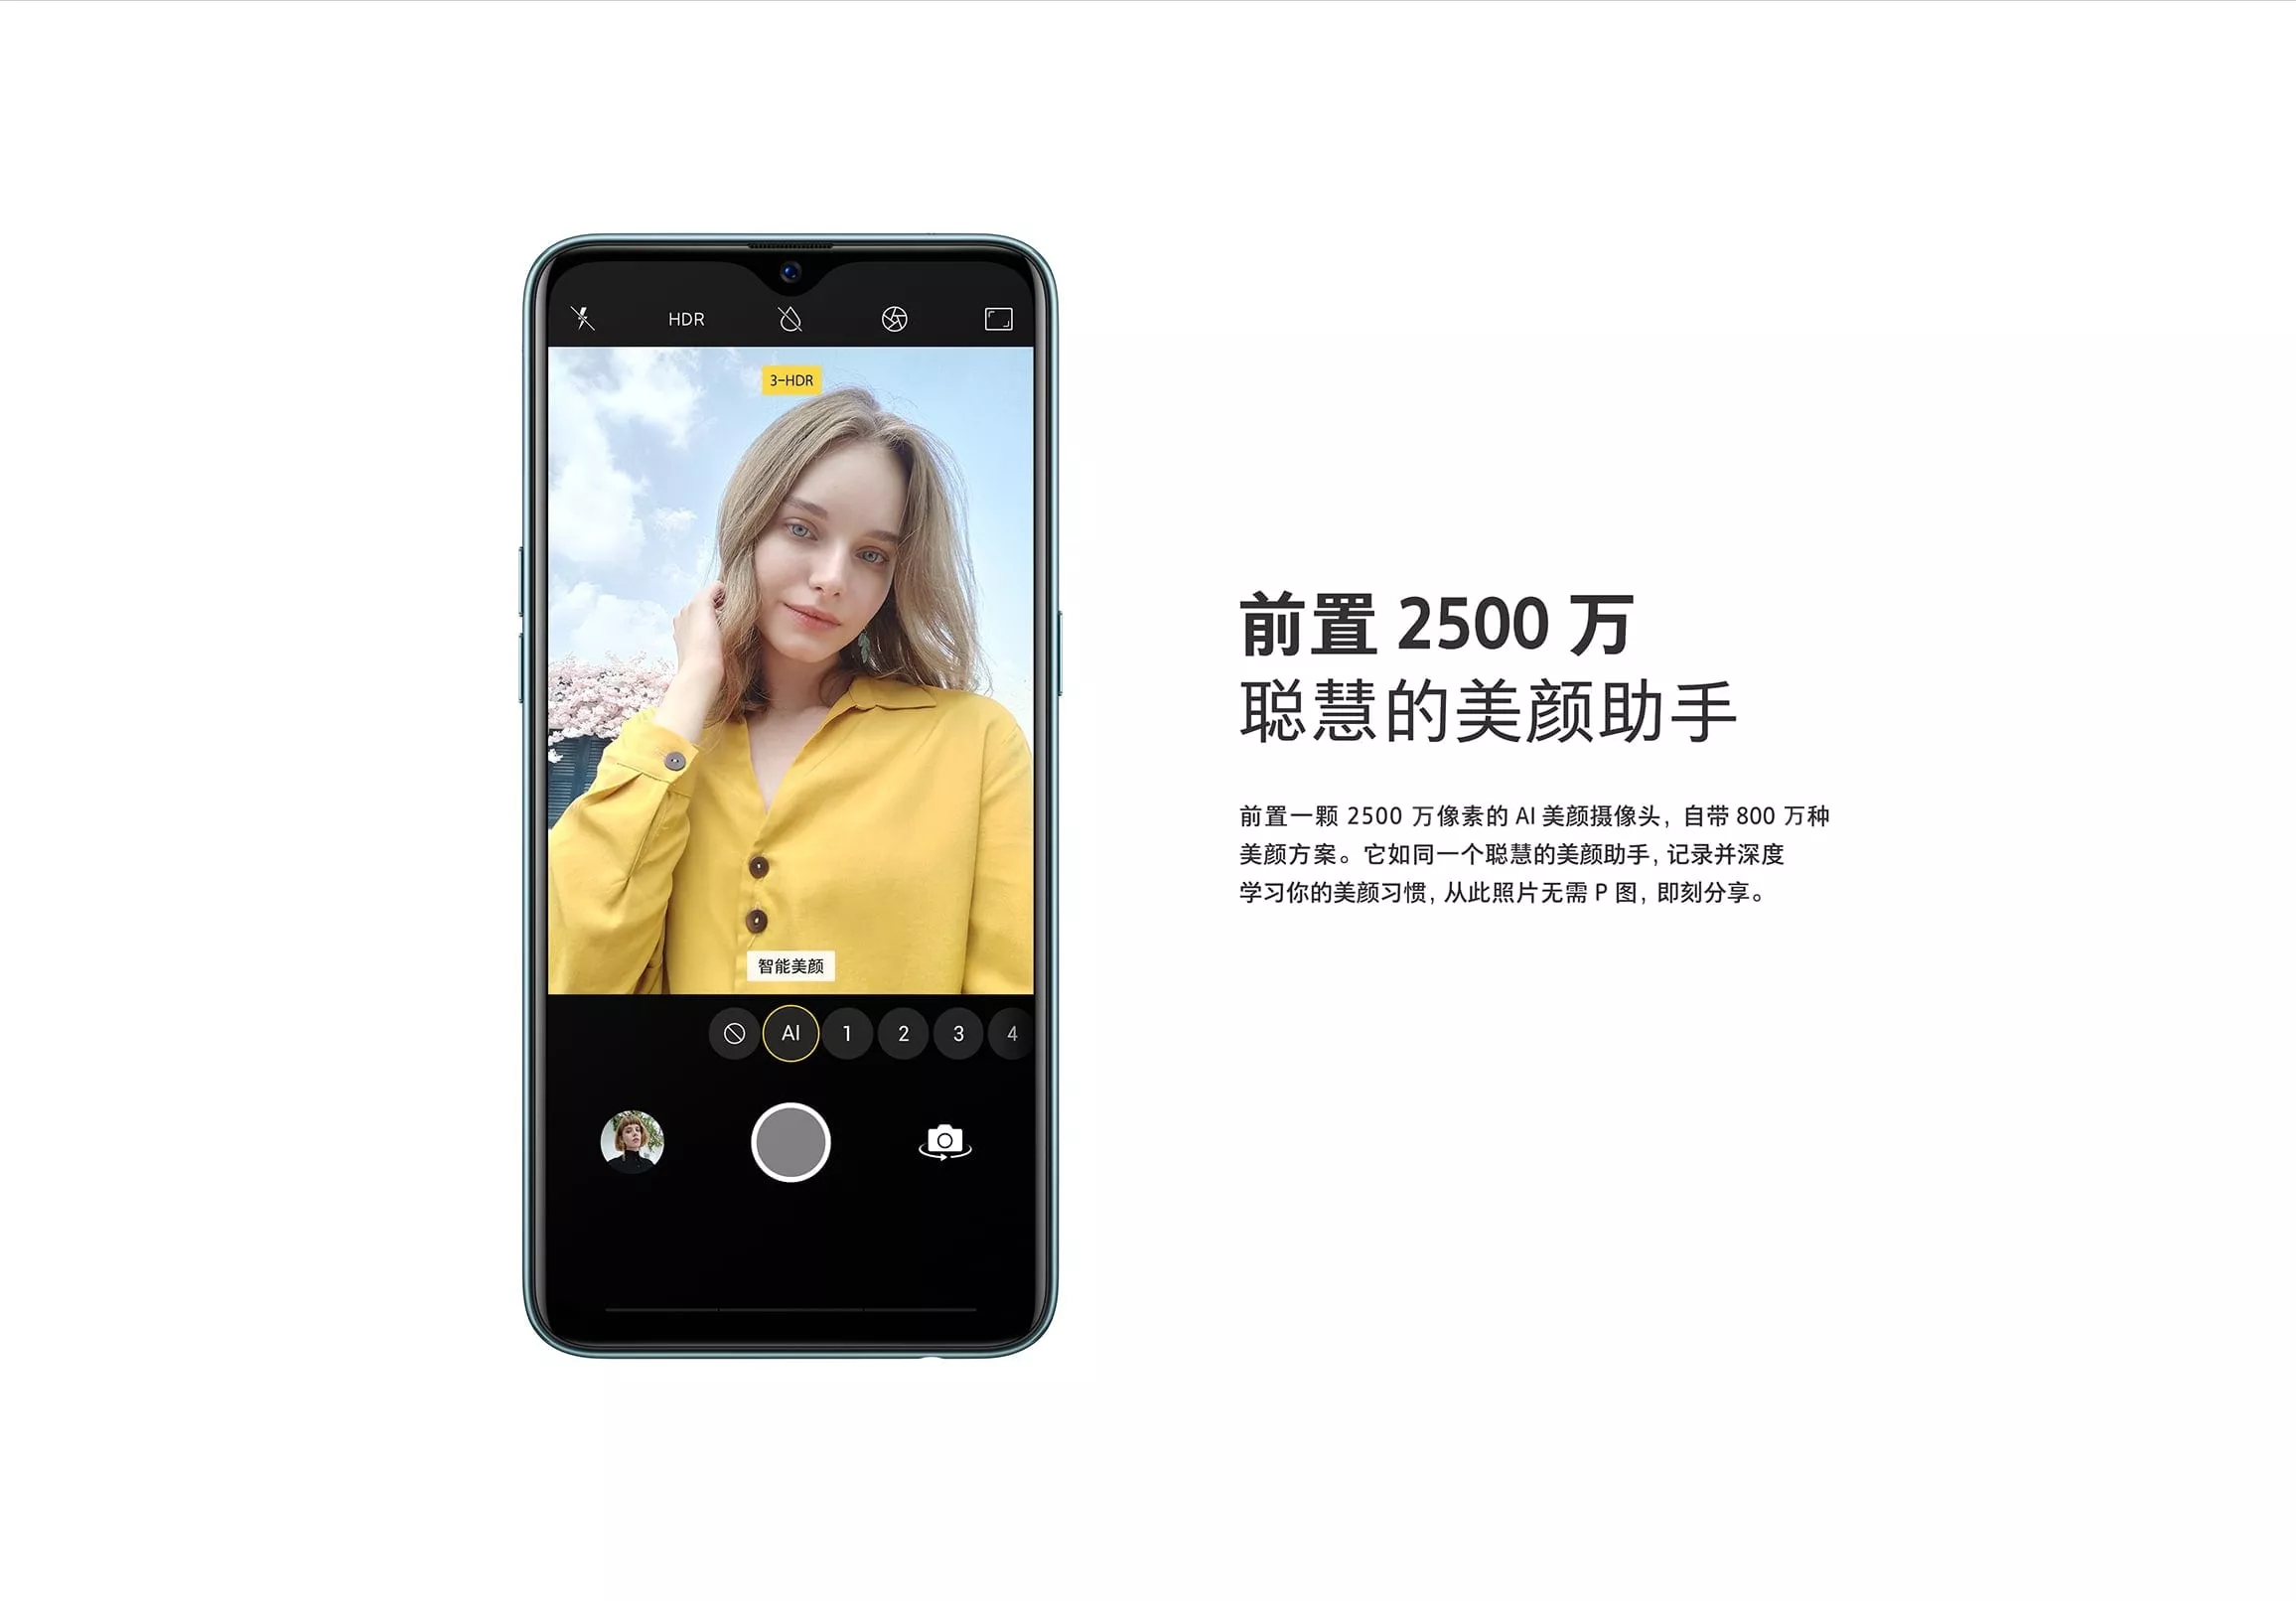 HDR
3-HDR
智能美颜
AI 1 2 3 4
前置 2500 万
聪慧的美颜助手
前置一颗 2500 万像素的 AI 美颜摄像头, 自带 800 万种
美颜方案。它如同一个聪慧的美颜助手, 记录并深度
学习你的美颜习惯, 从此照片无需 P 图, 即刻分享。